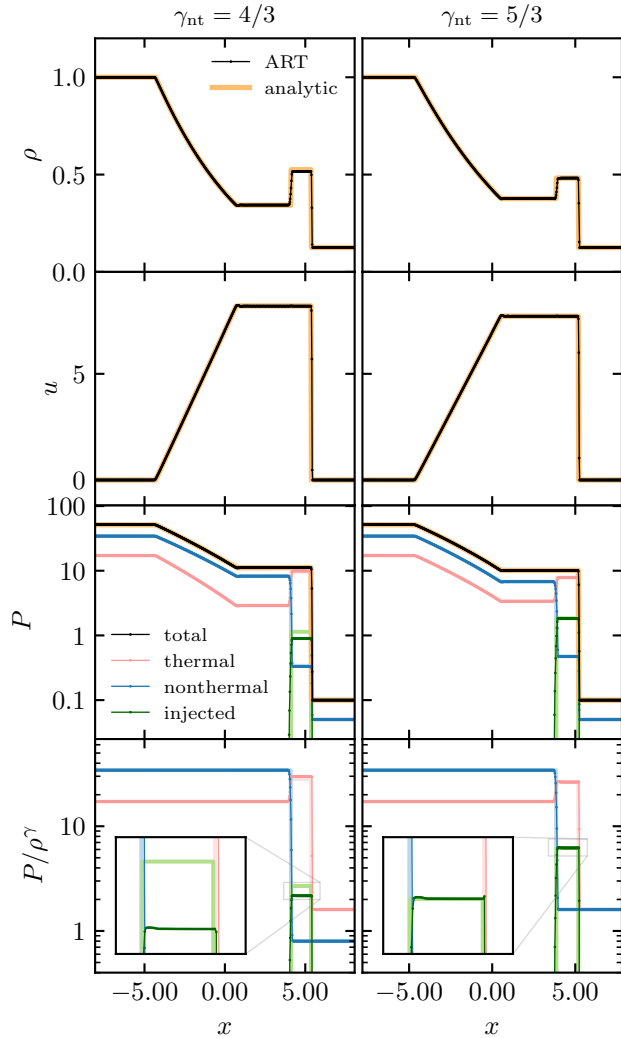 γnt = 4/3
γnt = 5/3
ρ
1.0
0.5
0.0
ART
analytic
u
5
0
P
100
10
1
0.1
total
thermal
nonthermal
injected
P/ρ^γ
10
1
−5.00 0.00 5.00
−5.00 0.00 5.00
x
x